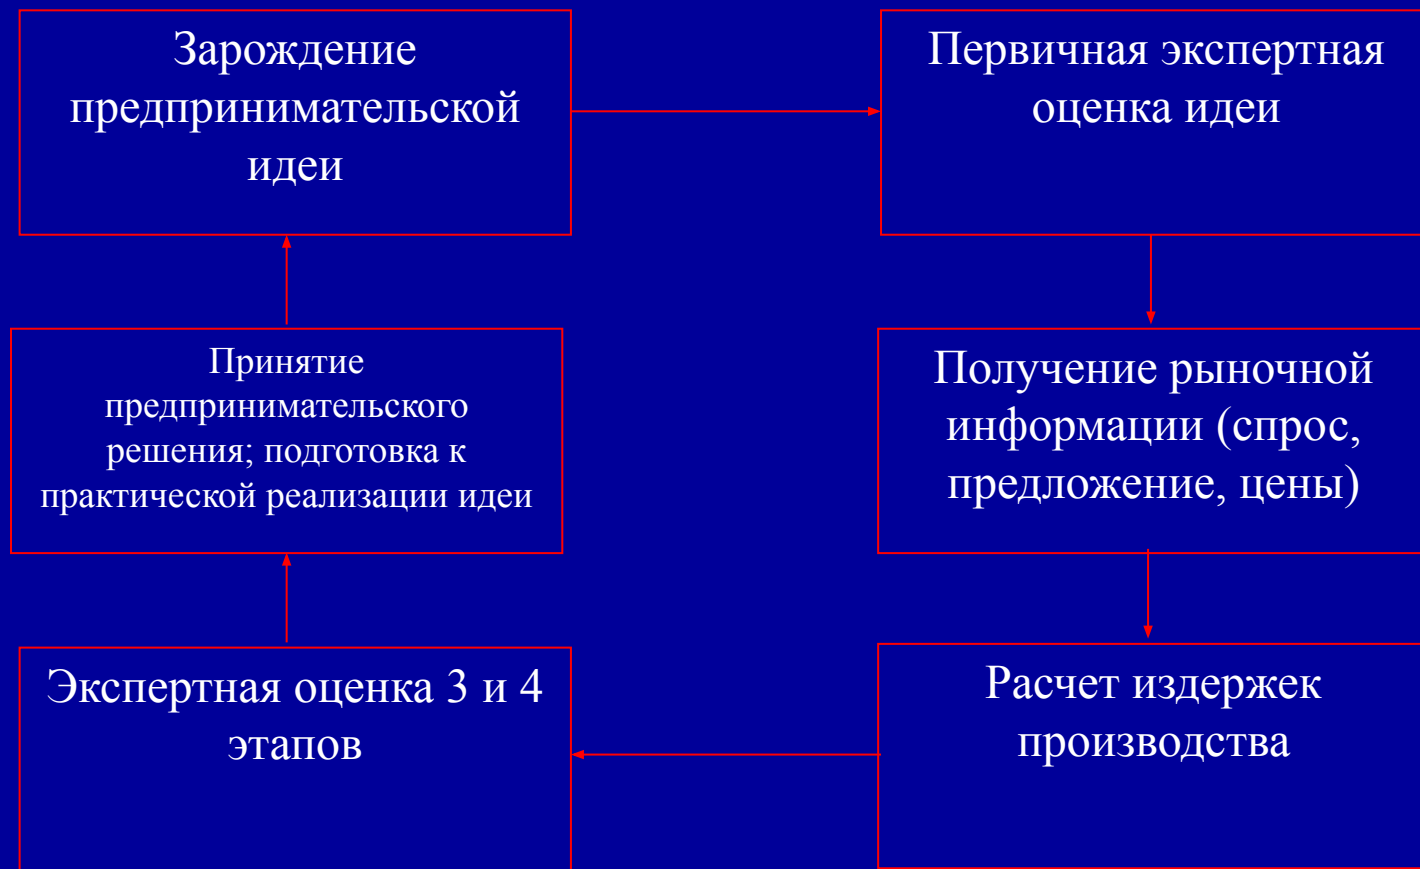 Зарождение
предпринимательской
идеи
Первичная экспертная
оценка идеи
Принятие
предпринимательского
решения; подготовка к
практической реализации идеи
Получение рыночной
информации (спрос,
предложение, цены)
Экспертная оценка 3 и 4
этапов
Расчет издержек
производства